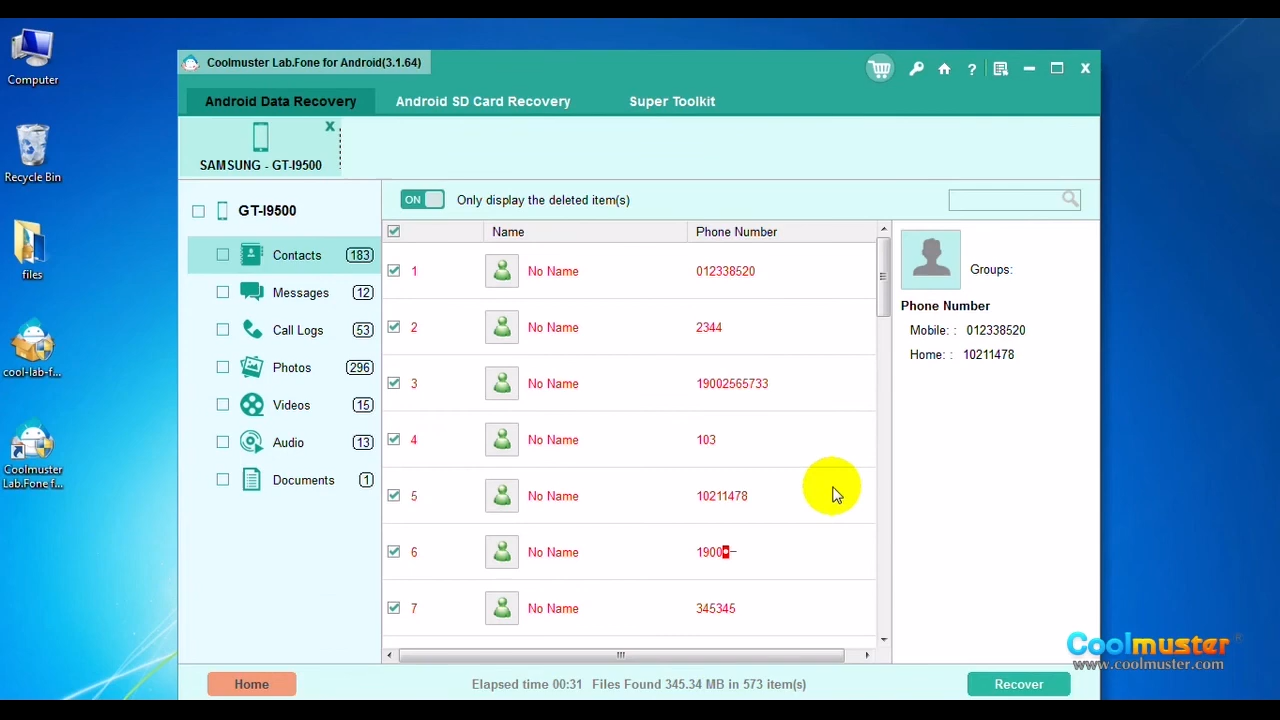 Computer
Recycle Bin
files
cool-lab-f...
Coolmuster
Lab.Fone f...
Coolmuster Lab.Fone for Android(3.1.64)
?
x
Android Data Recovery
Android SD Card Recovery
Super Toolkit
x
SAMSUNG - GT-I9500
GT-I9500
Contacts 183
Messages 12
Call Logs 53
Photos 296
Videos 15
Audio 13
Documents 1
ON Only display the deleted item(s)
Name Phone Number
1 No Name 012338520
2 No Name 2344
3 No Name 19002565733
4 No Name 103
5 No Name 10211478
6 No Name 1900
7 No Name 345345
Groups:
Phone Number
Mobile: : 012338520
Home: : 10211478
Home
Elapsed time 00:31 Files Found 345.34 MB in 573 item(s)
Recover
Coolmuster®
www.coolmuster.com